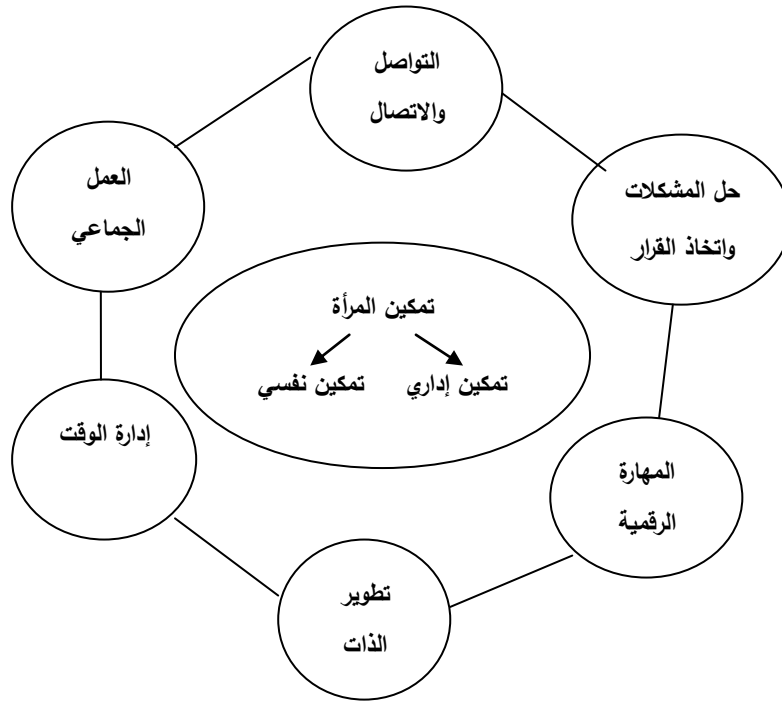 التواصل
والاتصال
حل المشكلات
واتخاذ القرار
العمل
الجماعي
تمكين المرأة
تمكين إداري
تمكين نفسي
إدارة الوقت
المهارة
الرقمية
تطوير
الذات